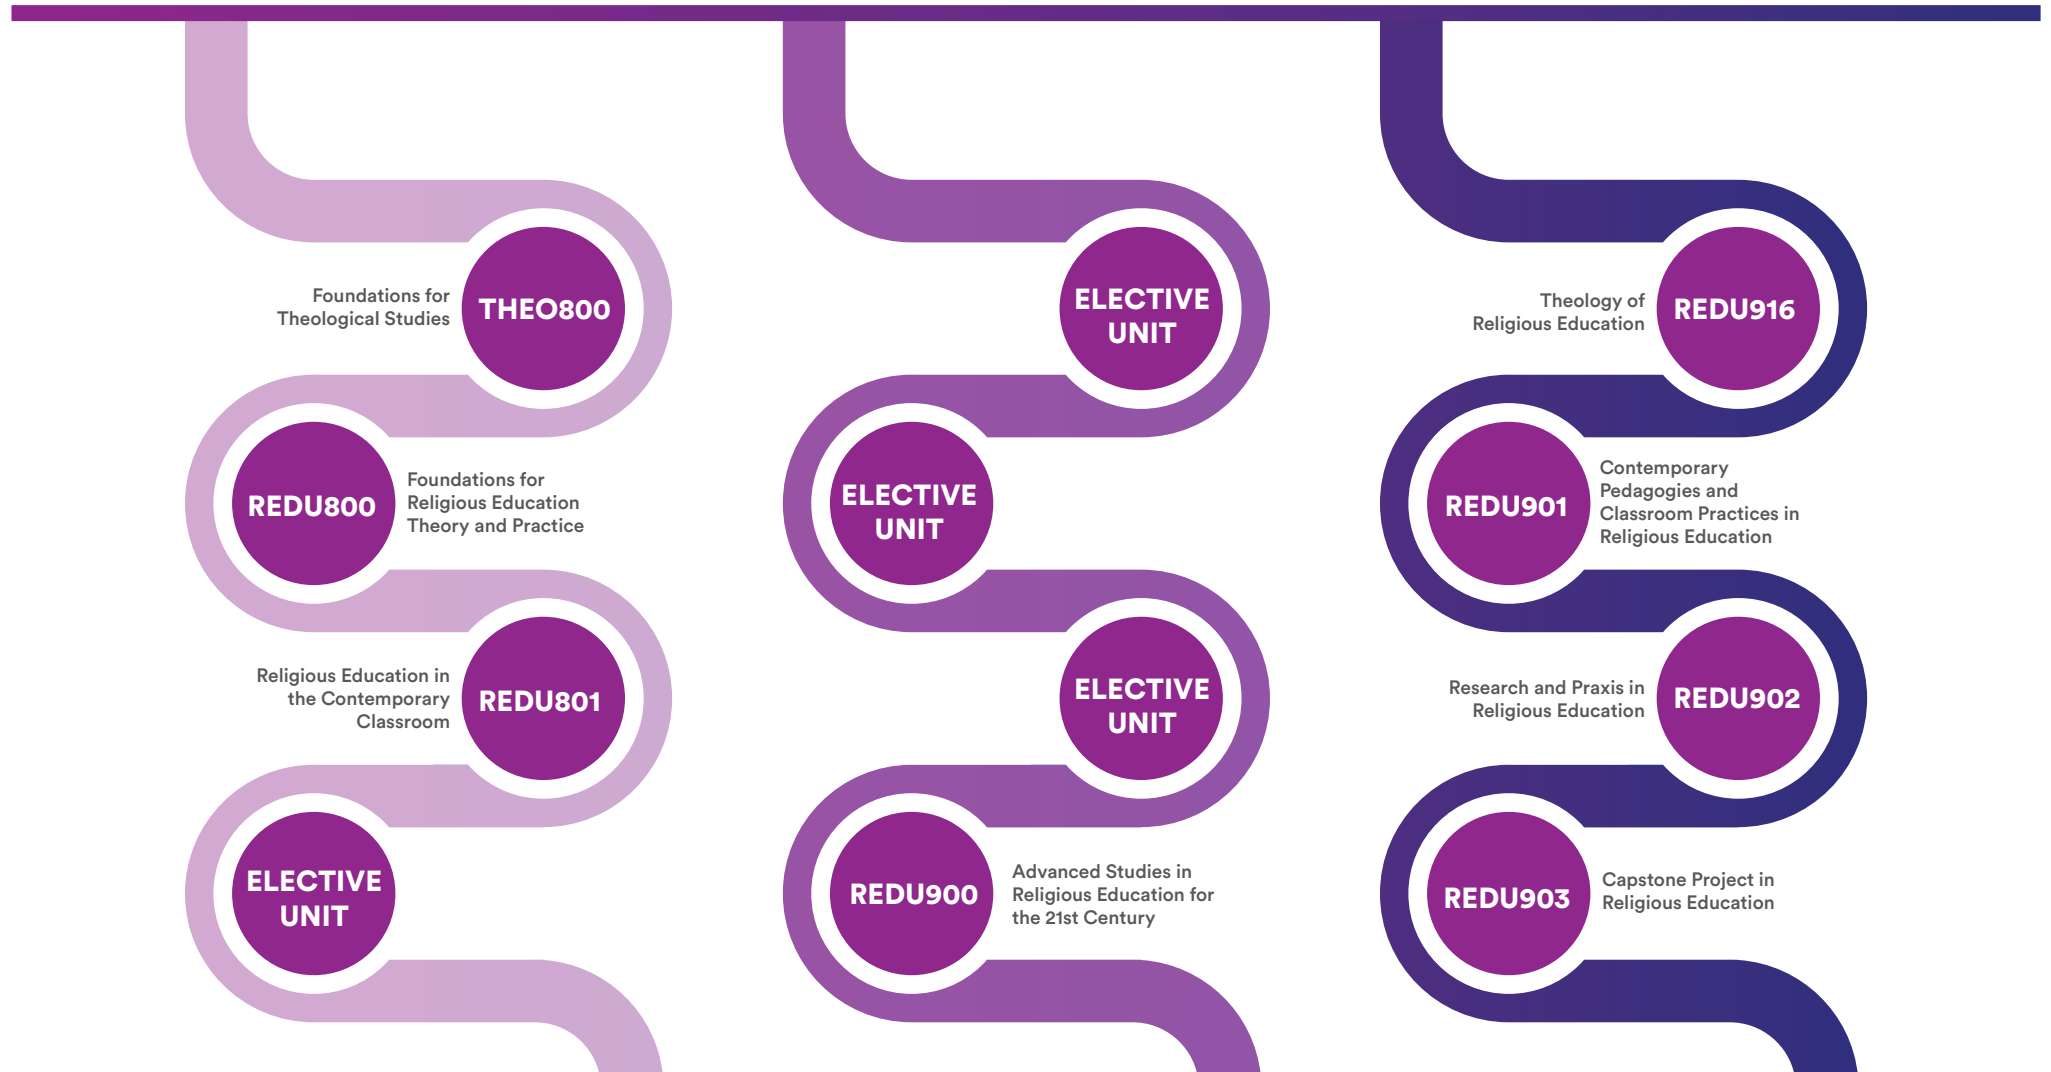 Foundations for
Theological Studies
THEO800
REDU800
Foundations for
Religious Education
Theory and Practice
Religious Education in
the Contemporary
Classroom
REDU801
ELECTIVE
UNIT
ELECTIVE
UNIT
ELECTIVE
UNIT
ELECTIVE
UNIT
REDU900
Advanced Studies in
Religious Education for
the 21st Century
Theology of
Religious Education
REDU916
REDU901
Contemporary
Pedagogies and
Classroom Practices in
Religious Education
Research and Praxis in
Religious Education
REDU902
REDU903
Capstone Project in
Religious Education